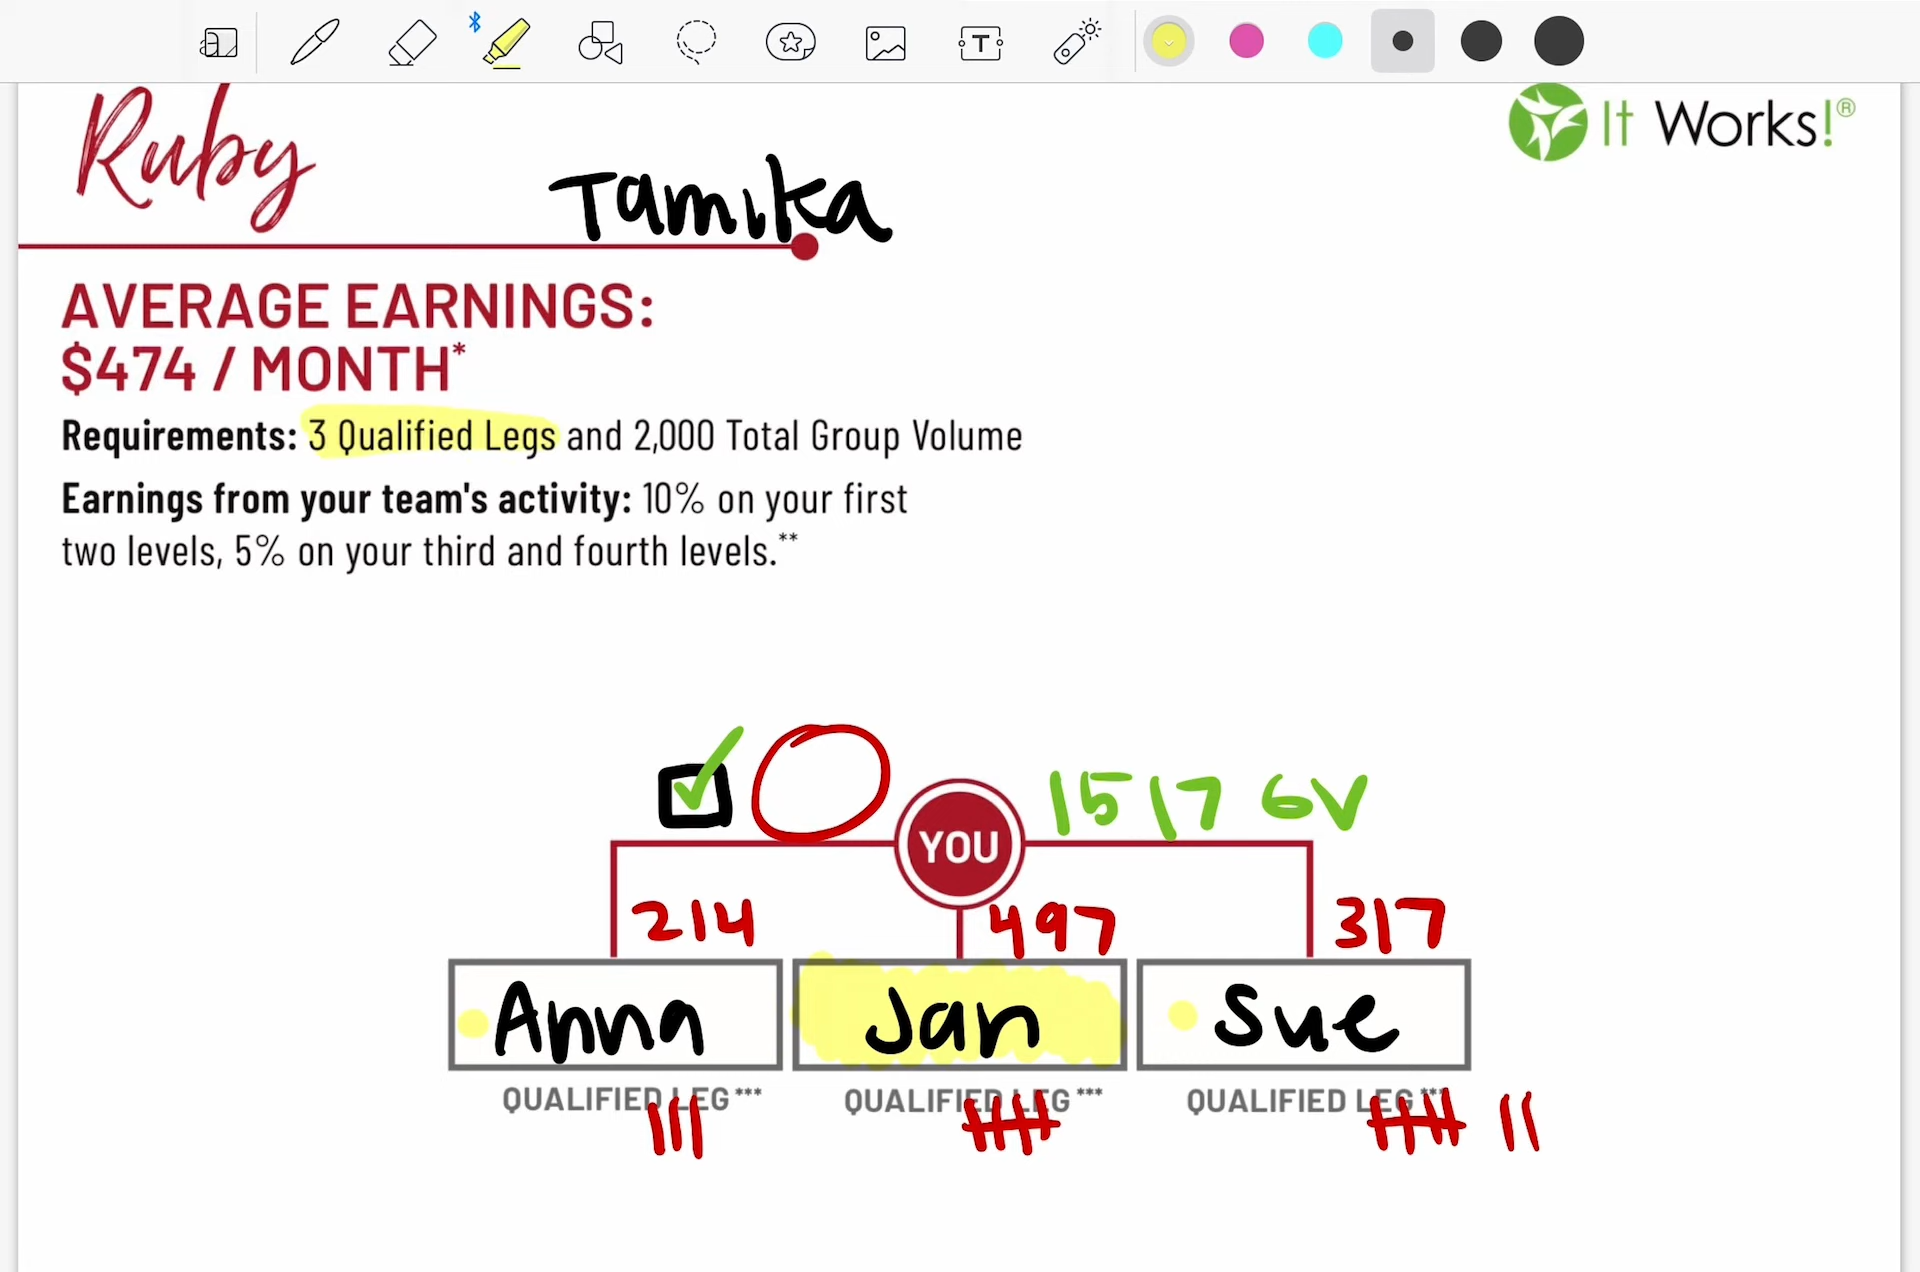 Ruby
It Works!®
Tamika
AVERAGE EARNINGS:
$474 / MONTH*
Requirements: 3 Qualified Legs and 2,000 Total Group Volume
Earnings from your team's activity: 10% on your first
two levels, 5% on your third and fourth levels.**
YOU
1517 GV
214
497
317
Anna
Jan
Sue
QUALIFIED LEG***
QUALIFIED LEG***
QUALIFIED LEG***